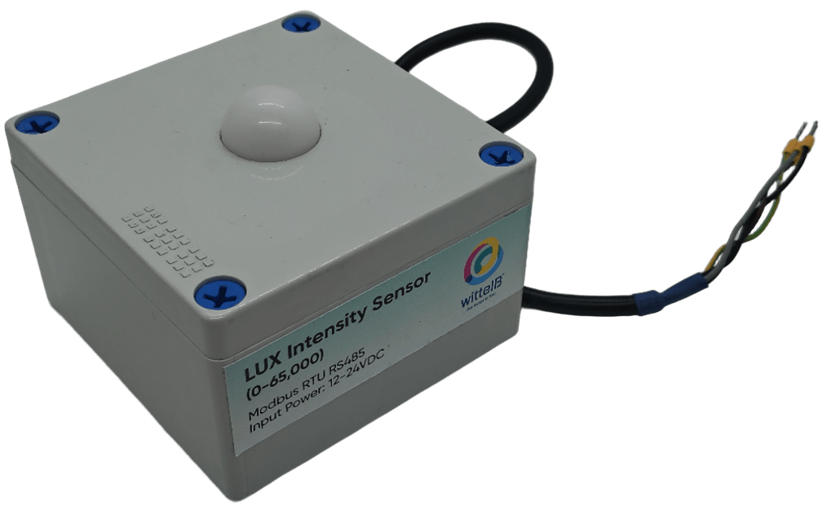 LUX Intensity Sensor
(0-65,000)
Modbus RTU RS485
Input Power: 12-24VDC
wittelB